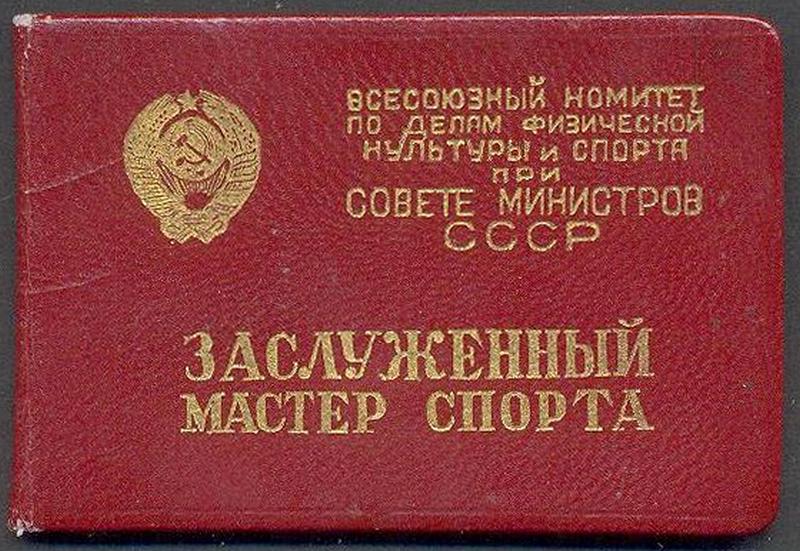 ВСЕСОЮЗНЫЙ КОМИТЕТ
ПО ДЕЛАМ ФИЗИЧЕСКОЙ
КУЛЬТУРЫ и СПОРТА
при
СОВЕТЕ МИНИСТРОВ
СССР
ЗАСЛУЖЕННЫЙ
МАСТЕР СПОРТА